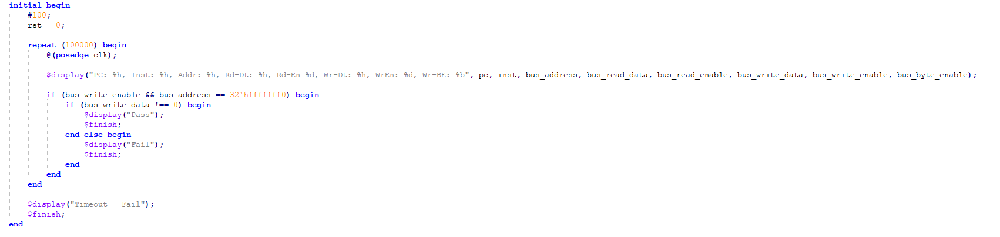 initial begin
#100;
rst = 0;
repeat (100000) begin
@(posedge clk);
$display("PC: %h, Inst: %h, Addr: %h, Rd-Dt: %h, Rd-En %d, Wr-Dt: %h, WrEn: %d, Wr-BE: %b", pc, inst, bus_address, bus_read_data, bus_read_enable, bus_write_data, bus_write_enable, bus_byte_enable);
if (bus_write_enable && bus_address == 32'hfffffff0) begin
if (bus_write_data !== 0) begin
$display("Pass");
$finish;
end else begin
$display("Fail");
$finish;
end
end
end
$display("Timeout - Fail");
$finish;
end